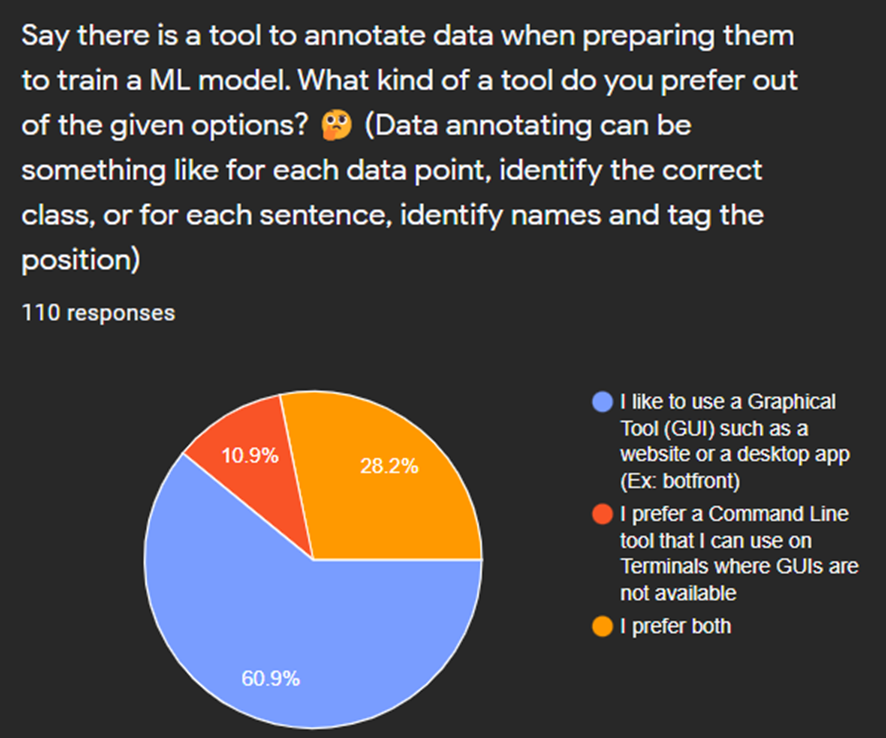 Say there is a tool to annotate data when preparing them
to train a ML model. What kind of a tool do you prefer out
of the given options? 🤔 (Data annotating can be
something like for each data point, identify the correct
class, or for each sentence, identify names and tag the
position)
110 responses
10.9%
28.2%
60.9%
I like to use a Graphical
Tool (GUI) such as a
website or a desktop app
(Ex: botfront)
I prefer a Command Line
tool that I can use on
Terminals where GUIs are
not available
I prefer both